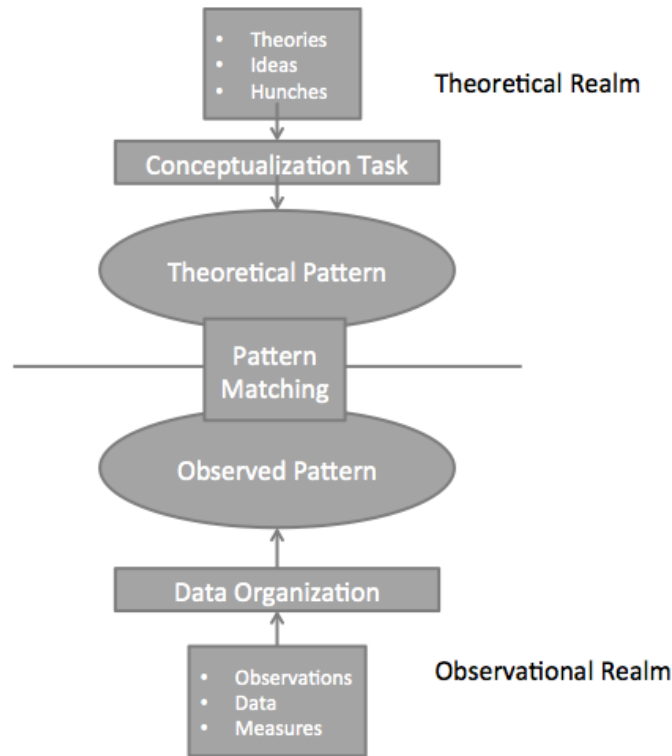 • Theories
• Ideas
• Hunches
Theoretical Realm
Conceptualization Task
Theoretical Pattern
Pattern
Matching
Observed Pattern
Data Organization
• Observations
• Data
• Measures
Observational Realm